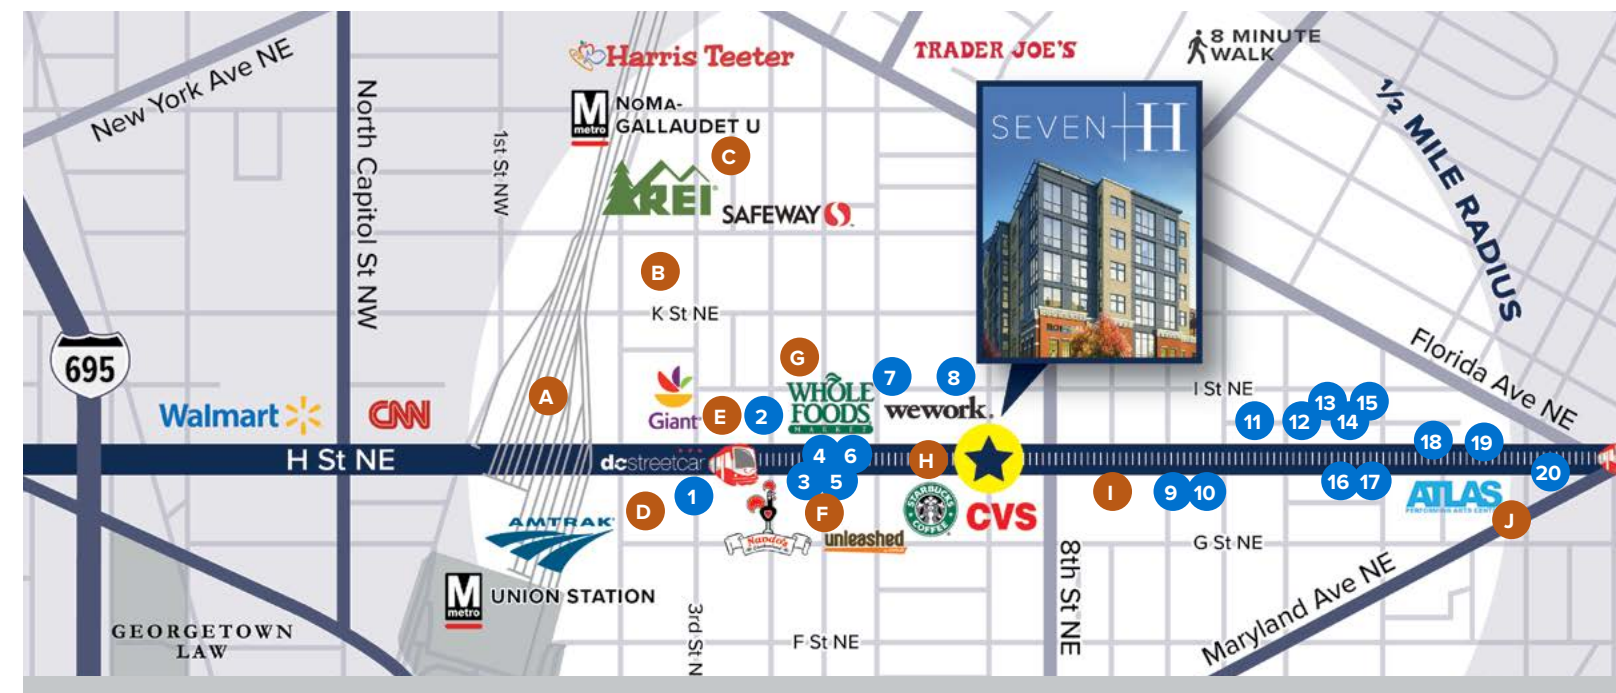 New York Ave NE
North Capitol St NW
1st St NW
Harris Teeter
M
metro
NoMa-
GALLAUDET U
C
REI
SAFEWAY
B
K St NE
TRADER JOE'S
8 MINUTE
WALK
1/2 MILE RADIUS
SEVEN H
Florida Ave NE
695
Walmart
CNN
A
Giant
E
2
G
WHOLE
FOODS
MARKET
7
8
wework.
I St NE
11
12
13
14
15
18
19
H St NE
dcstreetcar
4
6
3
5
H
20
1
D
Nando's
F
unleashed
STARBUCKS
COFFEE
CVS
I
9
10
16
17
ATLAS
J
AMTRAK
M
metro
UNION STATION
G St NE
8th St NE
Maryland Ave NE
GEORGETOWN
LAW
3rd St N
F St NE